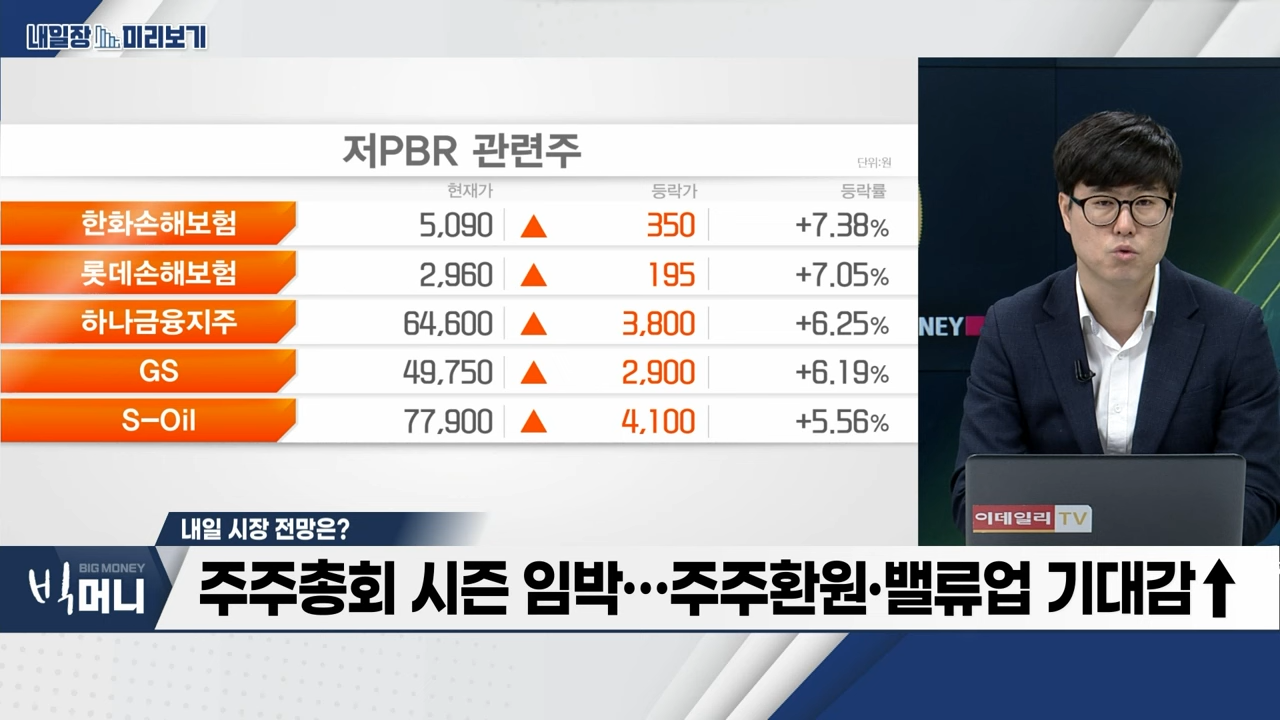 내일장 미리보기
저PBR 관련주
단위:원
현재가 등락가 등락률
한화손해보험 5,090 ▲ 350 +7.38%
롯데손해보험 2,960 ▲ 195 +7.05%
하나금융지주 64,600 ▲ 3,800 +6.25%
GS 49,750 ▲ 2,900 +6.19%
S-Oil 77,900 ▲ 4,100 +5.56%
NEY
이데일리 TV
내일 시장 전망은?
BIG MONEY
빅머니
주주총회 시즌 임박…주주환원·밸류업 기대감↑